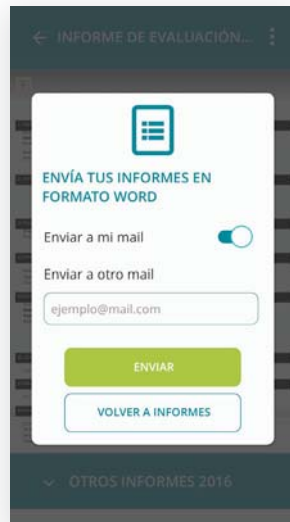 INFORME DE EVALUACIÓN...
ENVÍA TUS INFORMES EN
FORMATO WORD
Enviar a mi mail
Enviar a otro mail
ejemplo@mail.com
ENVIAR
VOLVER A INFORMES
OTROS INFORMES 2016